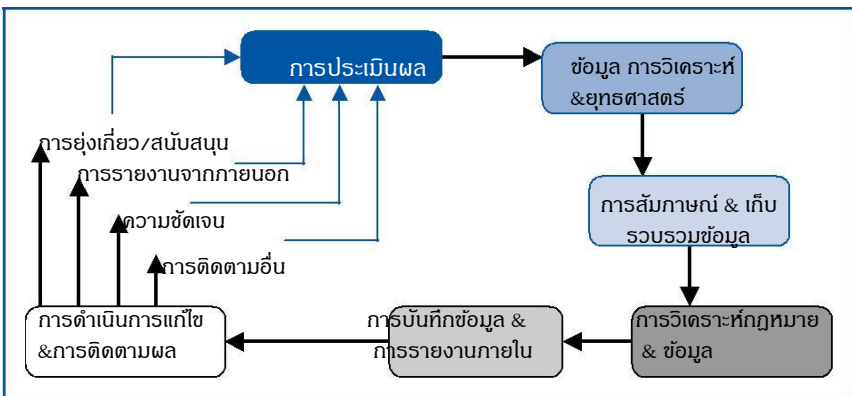 การประเมินผล
ข้อมูล การวิเคราะห์
&ยุทธศาสตร์
การยุ่งเกี่ยว/สนับสนุน
การรายงานจากภายนอก
ความชัดเจน
การติดตามอื่น
การสัมภาษณ์ & เก็บ
รวบรวมข้อมูล
การดำเนินการแก้ไข
&การติดตามผล
การบันทึกข้อมูล &
การรายงานภายใน
การวิเคราะห์กฎหมาย
& ข้อมูล